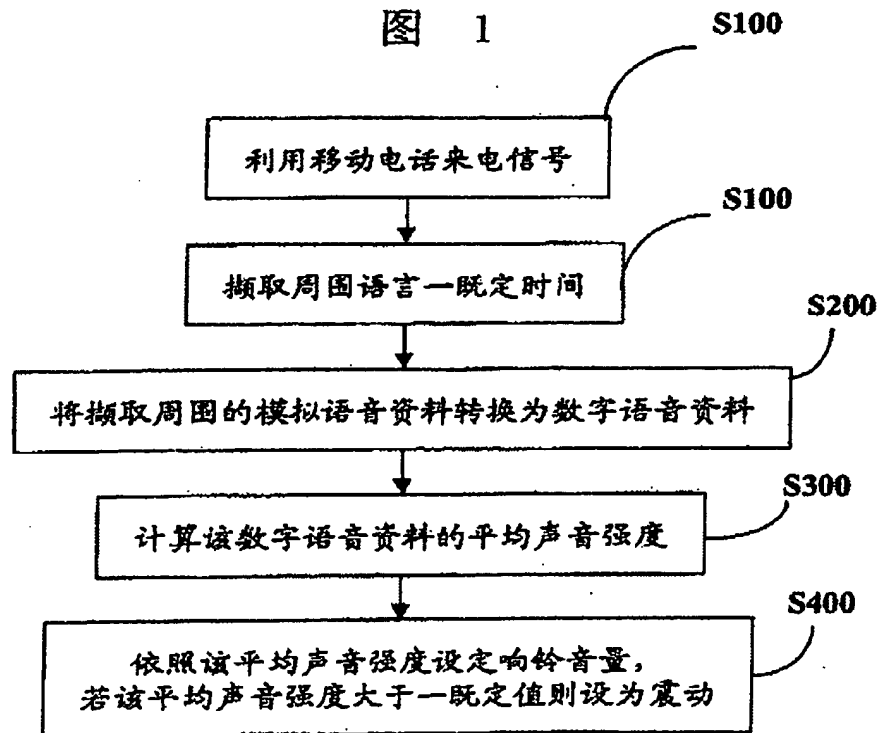 图 1
S100
利用移动电话来电信号
S100
撷取周围语言一既定时间
S200
将撷取周围的模拟语音资料转换为数字语音资料
S300
计算该数字语音资料的平均声音强度
S400
依照该平均声音强度设定响铃音量,
若该平均声音强度大于一既定值则设为震动